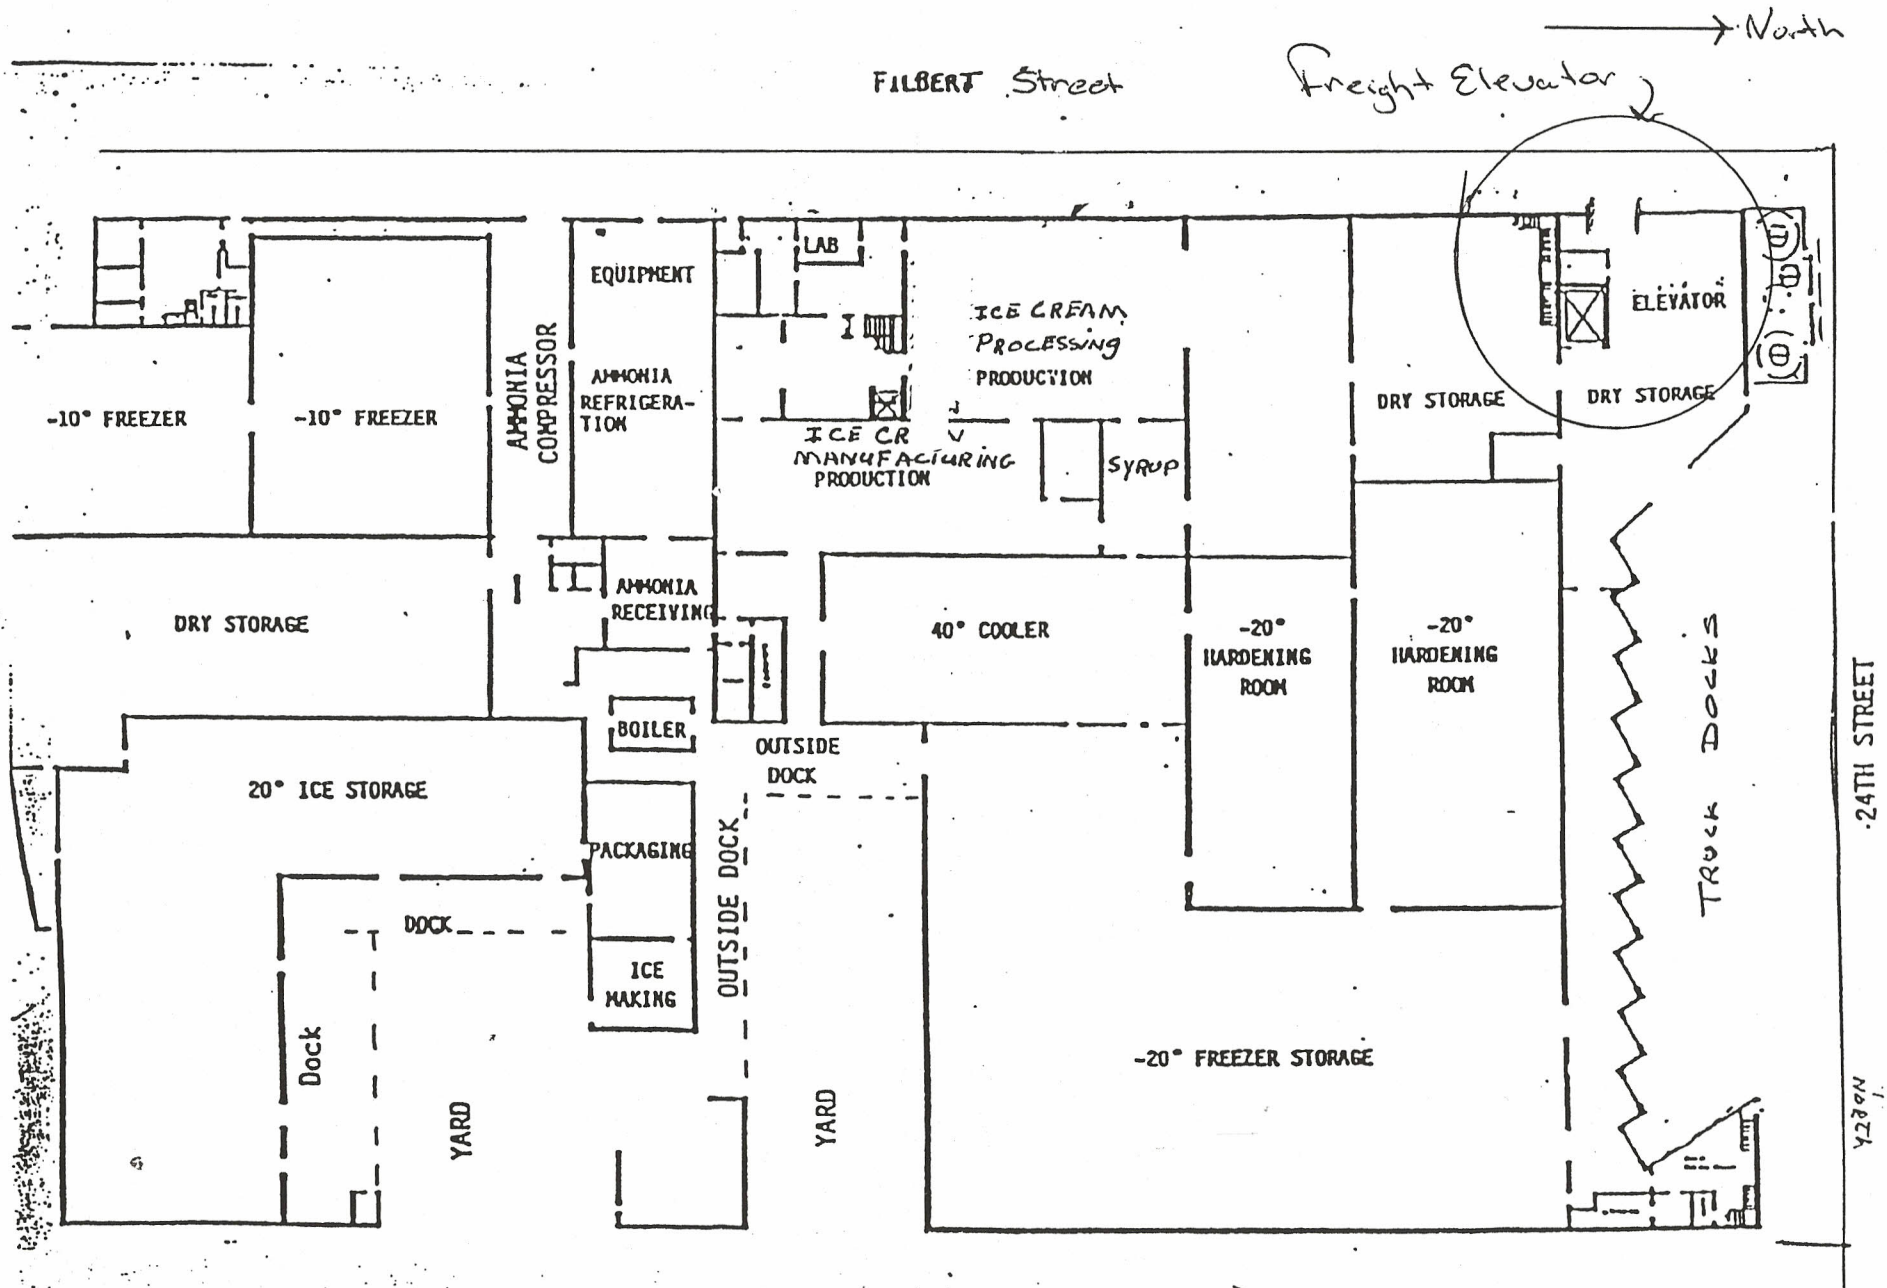 North
FILBERT Street
Freight Elevator
LAB
EQUIPMENT
ELEVATOR
ICE CREAM
PROCESSING
PRODUCTION
AMMONIA
COMPRESSOR
AMMONIA
REFRIGERA-
TION
DRY STORAGE
DRY STORAGE
-10° FREEZER
-10° FREEZER
ICE CR
MANUFACTURING
PRODUCTION
SYRUP
AMMONIA
RECEIVING
DRY STORAGE
40° COOLER
-20°
HARDENING
ROOM
-20°
HARDENING
ROOM
BOILER
OUTSIDE
DOCK
TRUCK DOCKS
24TH STREET
20° ICE STORAGE
PACKAGING
OUTSIDE DOCK
DOCK
ICE
MAKING
Dock
-20° FREEZER STORAGE
YARD
YARD